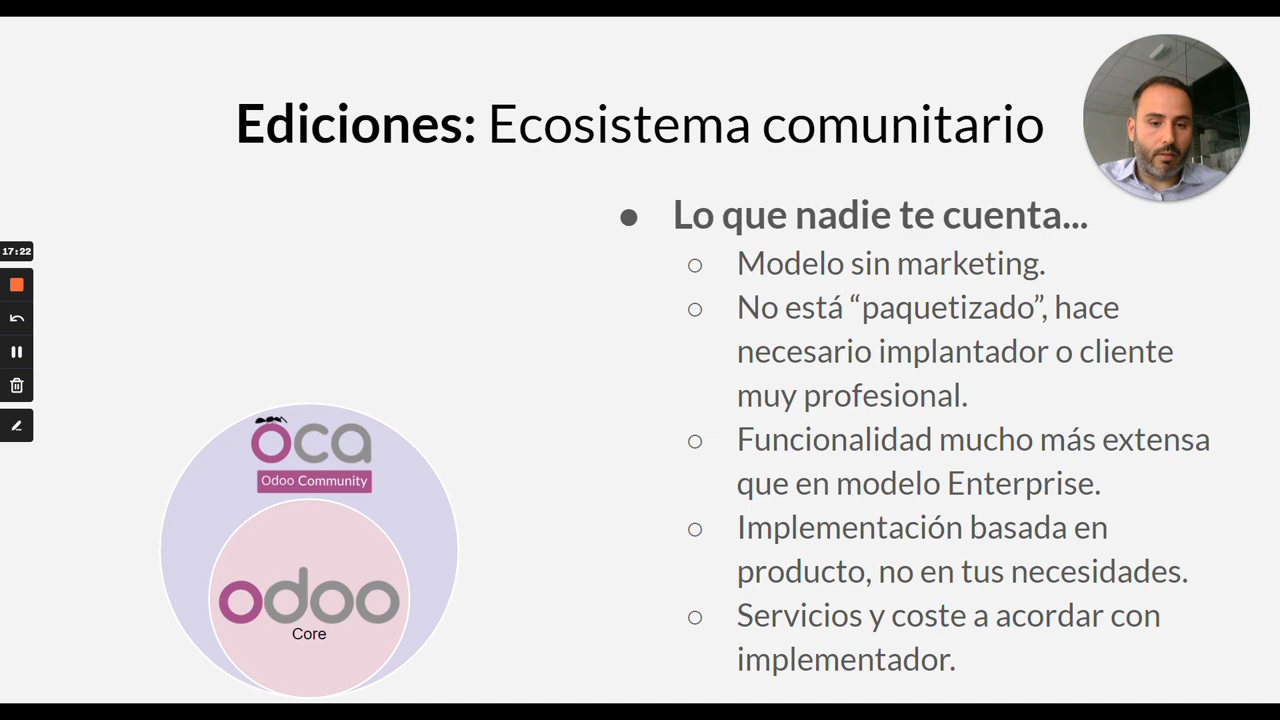 Ediciones: Ecosistema comunitario
● Lo que nadie te cuenta...
○ Modelo sin marketing.
○ No está “paquetizado”, hace
necesario implantador o cliente
muy profesional.
○ Funcionalidad mucho más extensa
que en modelo Enterprise.
○ Implementación basada en
producto, no en tus necesidades.
○ Servicios y coste a acordar con
implementador.
17:22
oca
Odoo Community
odoo
Core